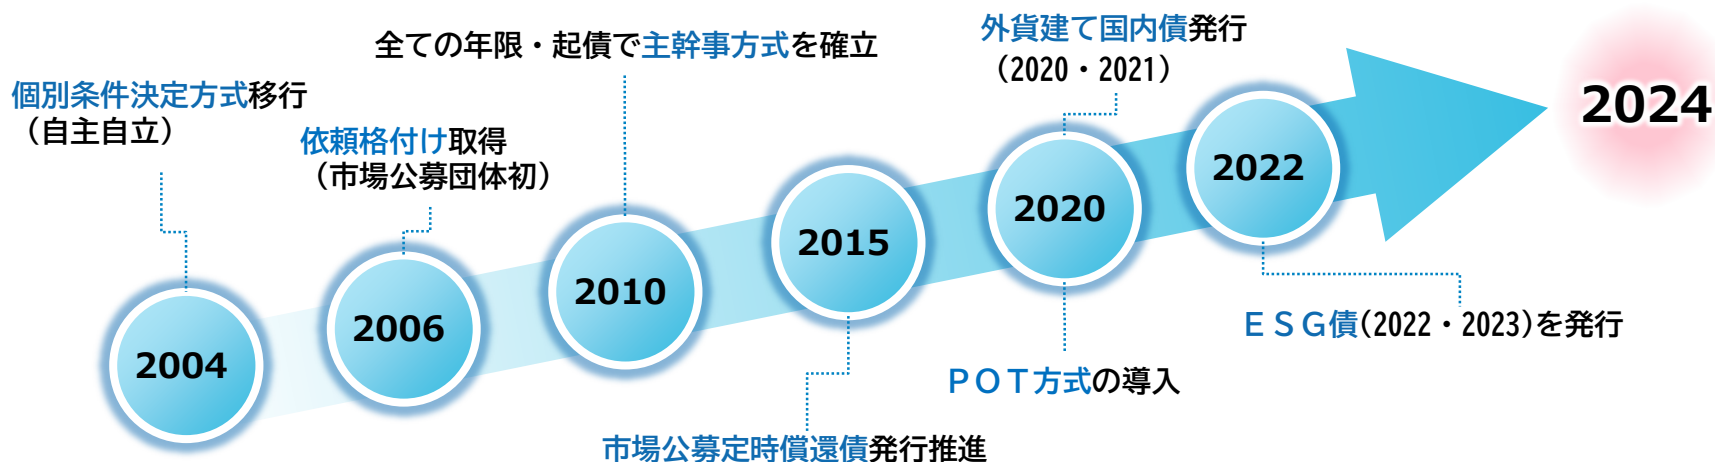 個別条件決定方式移行
（自主自立）
2004
依頼格付け取得
（市場公募団体初）
2006
全ての年限・起債で主幹事方式を確立
2010
2015
市場公募定時償還債発行推進
外貨建て国内債発行
（2020・2021）
2020
ＰＯＴ方式の導入
2022
ＥＳＧ債(2022・2023)を発行
2024